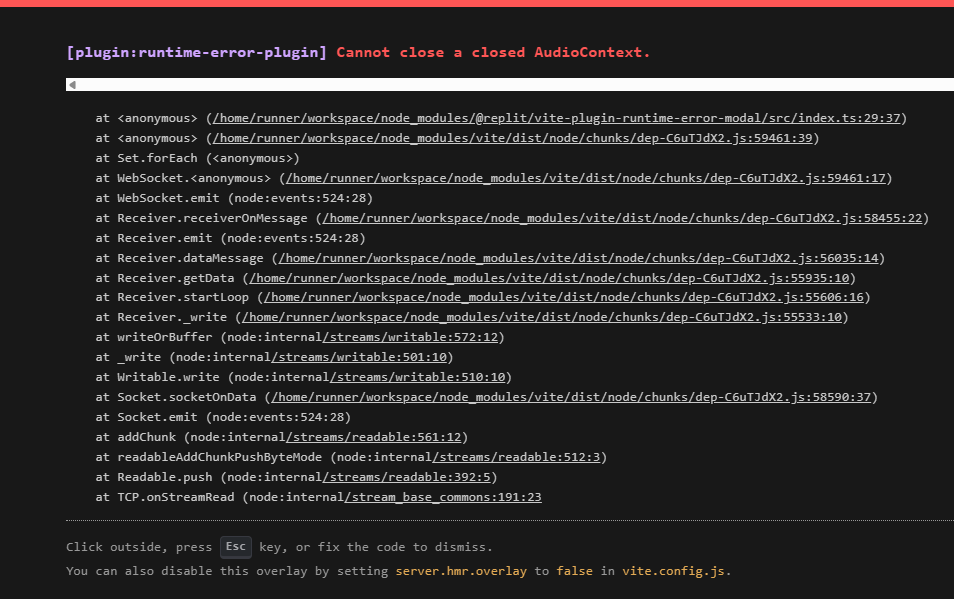 [plugin:runtime-error-plugin] Cannot close a closed AudioContext.
at <anonymous> (/home/runner/workspace/node_modules/@replit/vite-plugin-runtime-error-modal/src/index.ts:29:37)
at <anonymous> (/home/runner/workspace/node_modules/vite/dist/node/chunks/dep-C6uTJdX2.js:59461:39)
at Set.forEach (<anonymous>)
at WebSocket.<anonymous> (/home/runner/workspace/node_modules/vite/dist/node/chunks/dep-C6uTJdX2.js:59461:17)
at WebSocket.emit (node:events:524:28)
at Receiver.receiverOnMessage (/home/runner/workspace/node_modules/vite/dist/node/chunks/dep-C6uTJdX2.js:58455:22)
at Receiver.emit (node:events:524:28)
at Receiver.dataMessage (/home/runner/workspace/node_modules/vite/dist/node/chunks/dep-C6uTJdX2.js:56035:14)
at Receiver.getData (/home/runner/workspace/node_modules/vite/dist/node/chunks/dep-C6uTJdX2.js:55935:10)
at Receiver.startLoop (/home/runner/workspace/node_modules/vite/dist/node/chunks/dep-C6uTJdX2.js:55606:16)
at Receiver._write (/home/runner/workspace/node_modules/vite/dist/node/chunks/dep-C6uTJdX2.js:55533:10)
at writeOrBuffer (node:internal/streams/writable:572:12)
at _write (node:internal/streams/writable:501:10)
at Writable.write (node:internal/streams/writable:510:10)
at Socket.socketOnData (/home/runner/workspace/node_modules/vite/dist/node/chunks/dep-C6uTJdX2.js:58590:37)
at Socket.emit (node:events:524:28)
at addChunk (node:internal/streams/readable:561:12)
at readableAddChunkPushByteMode (node:internal/streams/readable:512:3)
at Readable.push (node:internal/streams/readable:392:5)
at TCP.onStreamRead (node:internal/stream_base_commons:191:23
Click outside, press Esc key, or fix the code to dismiss.
You can also disable this overlay by setting server.hmr.overlay to false in vite.config.js.